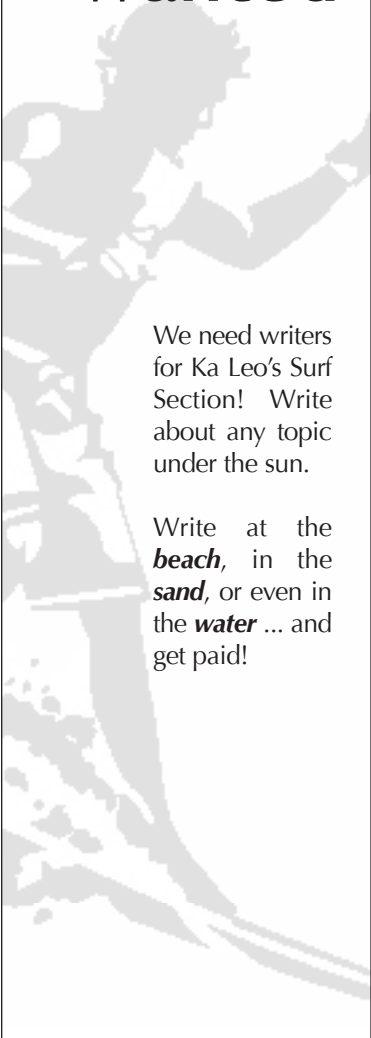 We need writers
for Ka Leo's Surf
Section! Write
about any topic
under the sun.
Write at the
beach, in the
sand, or even in
the water ... and
get paid!